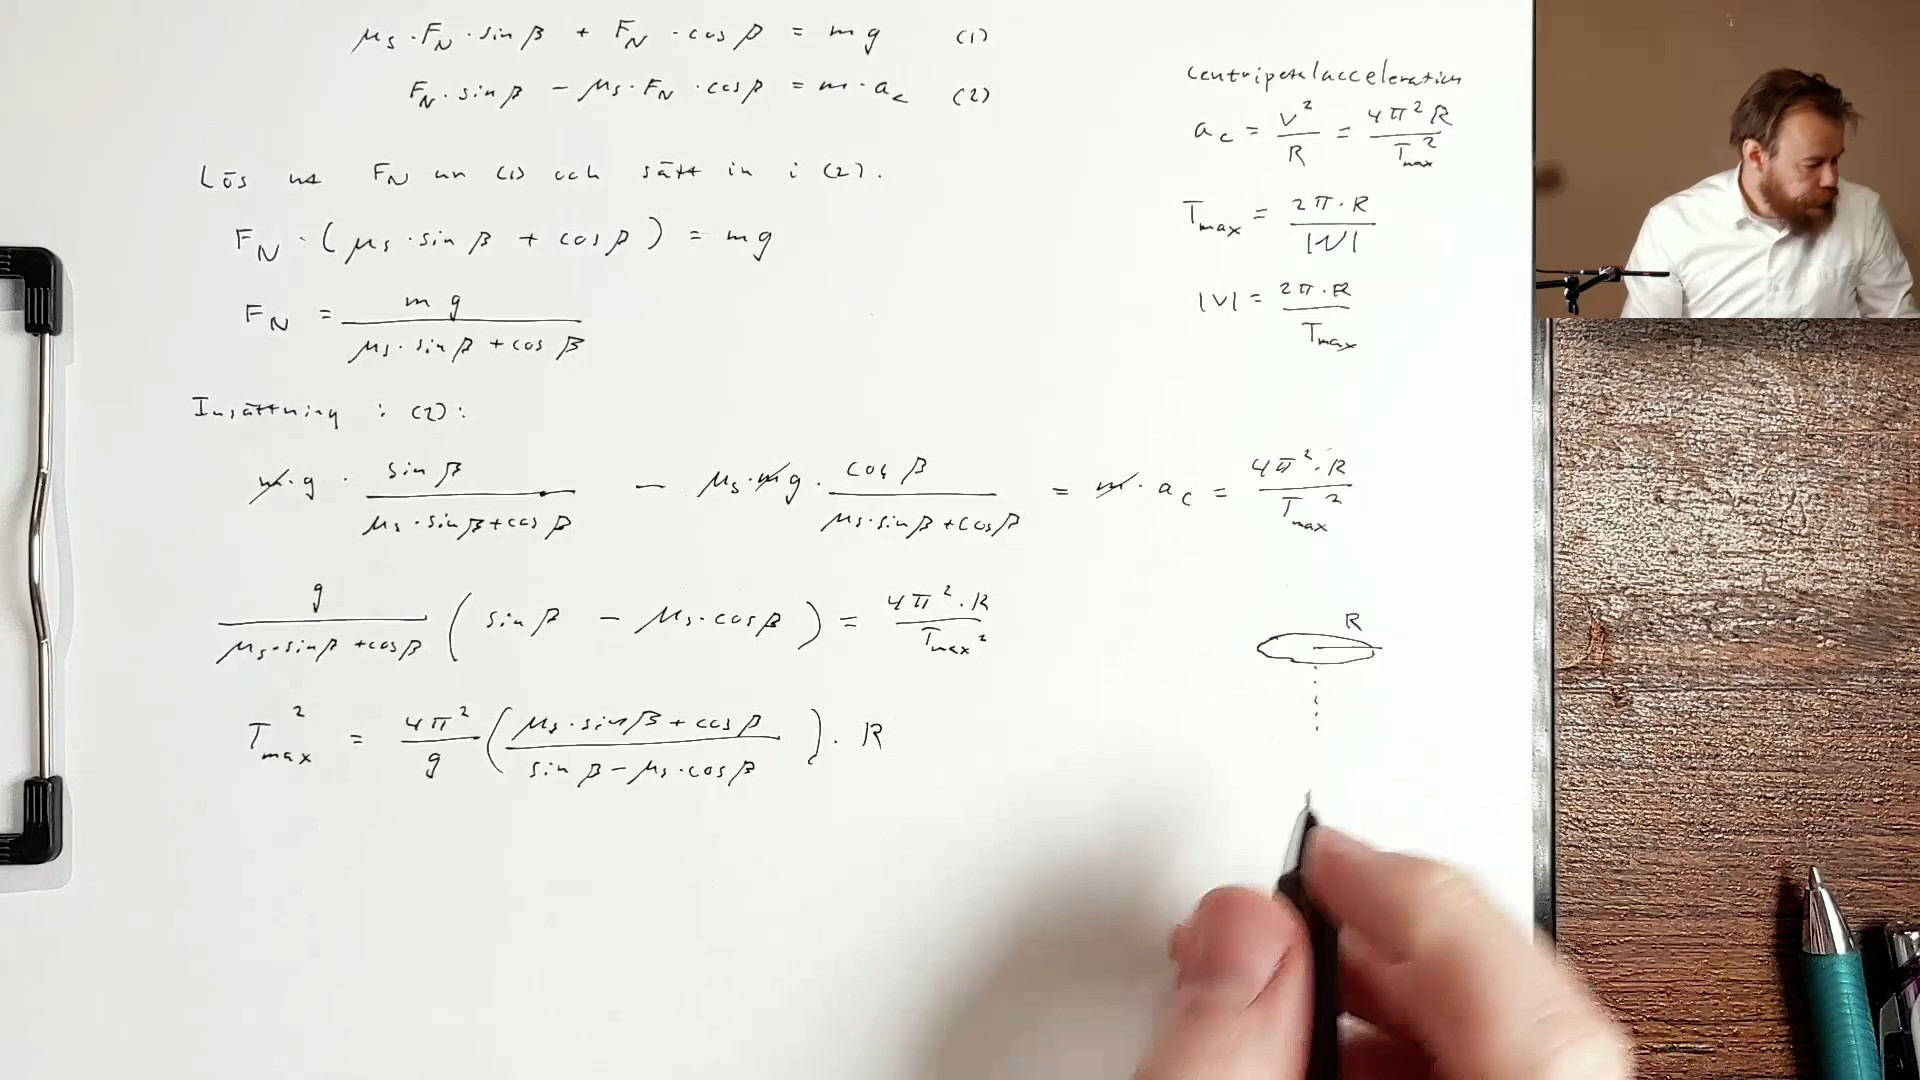 μs·FN·sin β + FN·cos β = mg (1)
FN·sin β − μs·FN·cos β = m·ac (2)
Lös ut FN ur (1) och sätt in i (2).
FN·(μs·sin β + cos β) = mg
FN = mg / (μs·sin β + cos β)
Insättning i (2):
m·g · sin β / (μs·sin β + cos β) − μs·mg · cos β / (μs·sin β + cos β) = m·ac = 4π²·R / Tmax²
g / (μs·sin β + cos β) (sin β − μs·cos β) = 4π²·R / Tmax²
Tmax² = 4π² / g ((μs·sin β + cos β) / (sin β − μs·cos β)) · R
Centripetalacceleration
ac = v² / R = 4π²R / Tmax²
Tmax = 2π·R / |v|
|v| = 2π·R / Tmax
R